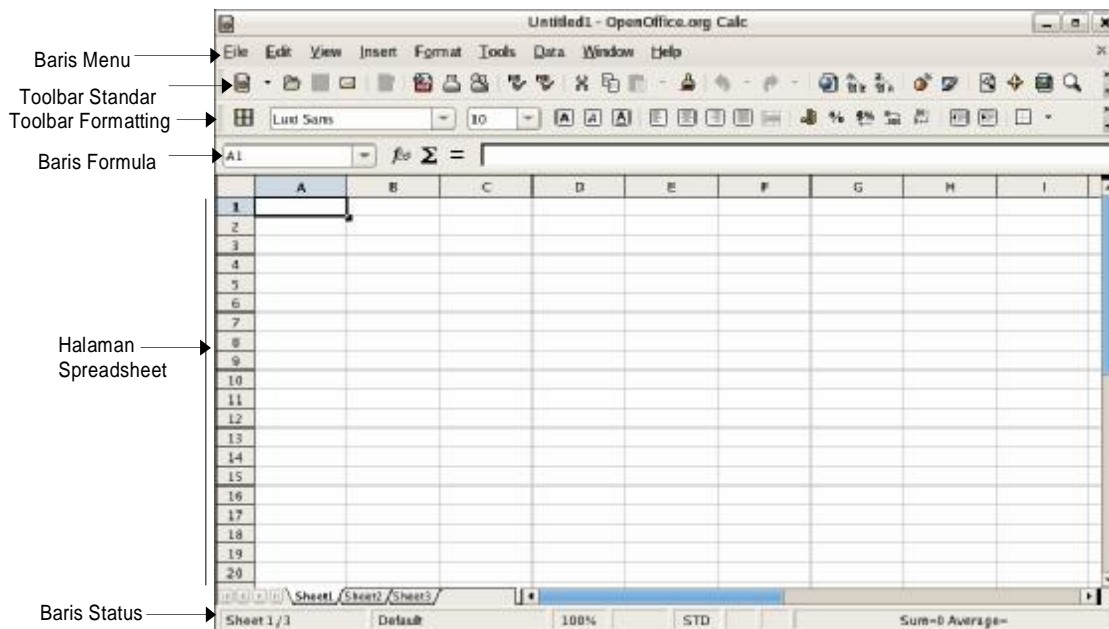 Untitled1 - OpenOffice.org Calc
Baris Menu
File Edit View Insert Format Tools Data Window Help
Toolbar Standar
Toolbar Formatting
Luxi Sans 10
Baris Formula
A1
A B C D E F G H I
1
2
3
4
5
6
7
8
9
10
11
12
13
14
15
16
17
18
19
20
Halaman
Spreadsheet
Sheet1 Sheet2 Sheet3
Baris Status
Sheet 1 / 3 Default 100% STD Sum=0 Average=